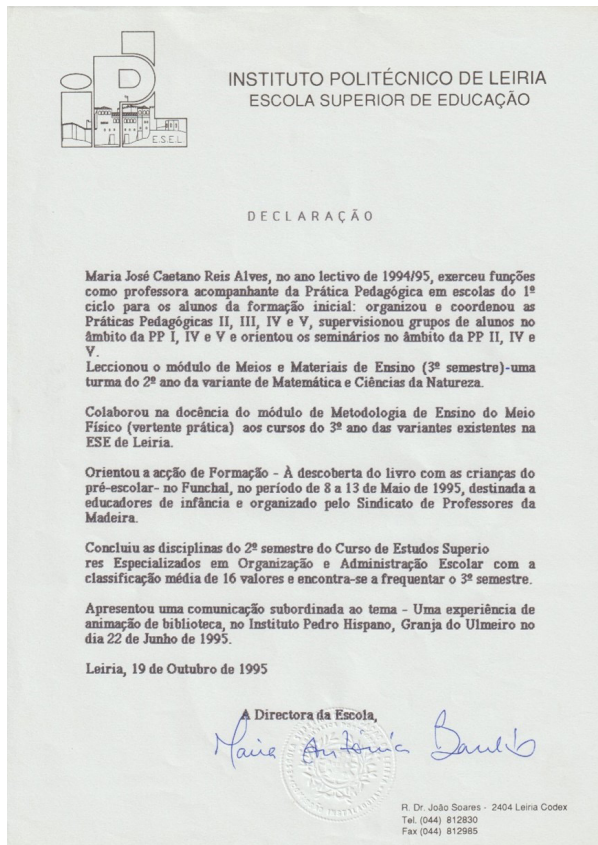 iPL
E.S.E.L
INSTITUTO POLITÉCNICO DE LEIRIA
ESCOLA SUPERIOR DE EDUCAÇÃO
DECLARAÇÃO
Maria José Caetano Reis Alves, no ano lectivo de 1994/95, exerceu funções
como professora acompanhante da Prática Pedagógica em escolas do 1º
ciclo para os alunos da formação inicial: organizou e coordenou as
Práticas Pedagógicas II, III, IV e V, supervisionou grupos de alunos no
âmbito da PP I, IV e V e orientou os seminários no âmbito da PP II, IV e
V.
Leccionou o módulo de Meios e Materiais de Ensino (3º semestre)-uma
turma do 2º ano da variante de Matemática e Ciências da Natureza.
Colaborou na docência do módulo de Metodologia de Ensino do Meio
Físico (vertente prática) aos cursos do 3º ano das variantes existentes na
ESE de Leiria.
Orientou a acção de Formação - À descoberta do livro com as crianças do
pré-escolar- no Funchal, no período de 8 a 13 de Maio de 1995, destinada a
educadores de infância e organizado pelo Sindicato de Professores da
Madeira.
Concluiu as disciplinas do 2º semestre do Curso de Estudos Superio
res Especializados em Organização e Administração Escolar com a
classificação média de 16 valores e encontra-se a frequentar o 3º semestre.
Apresentou uma comunicação subordinada ao tema - Uma experiência de
animação de biblioteca, no Instituto Pedro Hispano, Granja do Ulmeiro no
dia 22 de Junho de 1995.
Leiria, 19 de Outubro de 1995
A Directora da Escola,
Maria Antónia
R. Dr. João Soares - 2404 Leiria Codex
Tel. (044) 812830
Fax (044) 812985